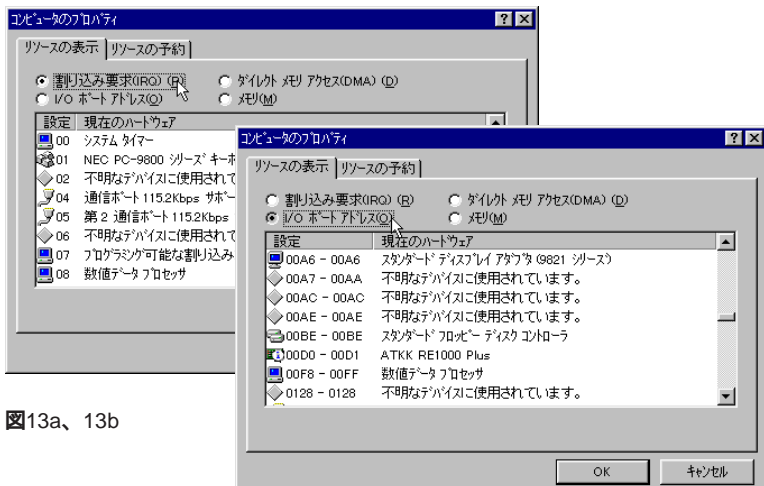 コンピュータのプロパティ
リソースの表示 リソースの予約
割り込み要求(IRQ) (R) ダイレクト メモリ アクセス(DMA) (D)
I/O ポート アドレス(O) メモリ(M)
設定 現在のハードウェア
00 システム タイマー
01 NEC PC-9800 シリーズ キーボ
02 不明なデバイスに使用されて
04 通信ポート 115.2Kbps サポー
05 第 2 通信ポート 115.2Kbps
06 不明なデバイスに使用されて
07 プログラミング可能な割り込み
08 数値データ プロセッサ
コンピュータのプロパティ
リソースの表示 リソースの予約
割り込み要求(IRQ) (R) ダイレクト メモリ アクセス(DMA) (D)
I/O ポート アドレス(O) メモリ(M)
設定 現在のハードウェア
00A6 - 00A6 スタンダード ディスプレイ アダプタ (9821 シリーズ)
00A7 - 00AA 不明なデバイスに使用されています。
00AC - 00AC 不明なデバイスに使用されています。
00AE - 00AE 不明なデバイスに使用されています。
00BE - 00BE スタンダード フロッピー ディスク コントローラ
00D0 - 00D1 ATKK RE1000 Plus
00F8 - 00FF 数値データ プロセッサ
0128 - 0128 不明なデバイスに使用されています。
OK キャンセル
図13a、13b